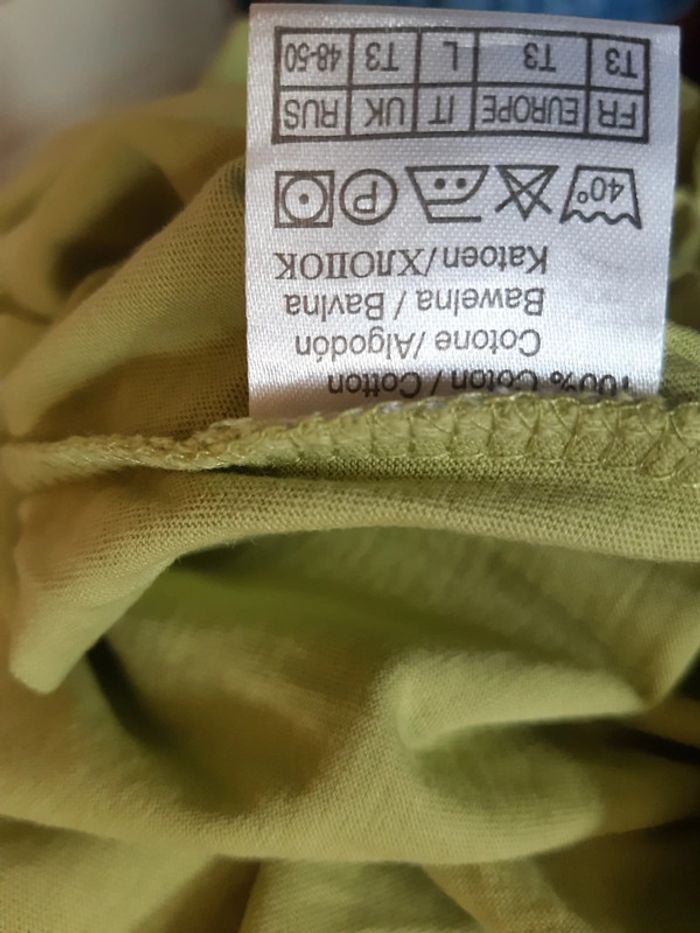 100% Coton / Cotton
Cotone / Algodón
Bawełna / Bavlna
Katoen / ХЛОПОК
40° P
FR EUROPE IT UK RUS
T3 T3 L T3 48-50